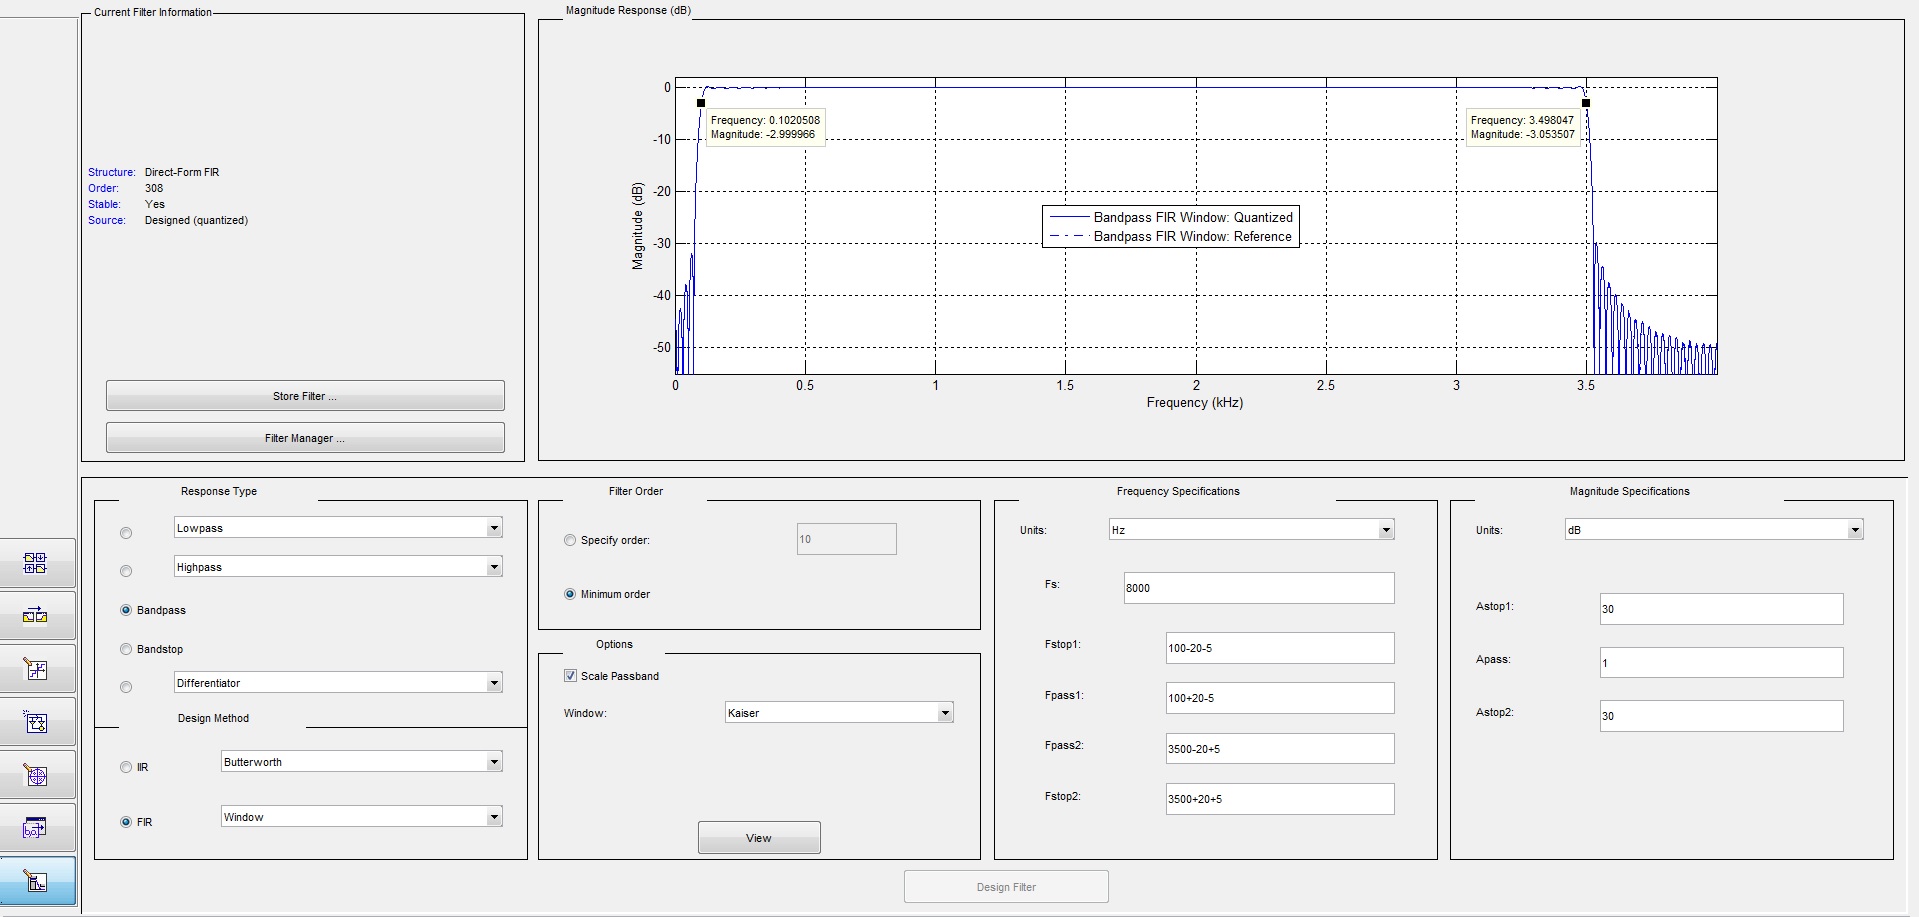 Current Filter Information
Structure: Direct-Form FIR
Order: 308
Stable: Yes
Source: Designed (quantized)
Store Filter ...
Filter Manager ...
Magnitude Response (dB)
0
-10
-20
-30
-40
-50
Magnitude (dB)
Frequency: 0.1020508
Magnitude: -2.999966
Frequency: 3.498047
Magnitude: -3.053507
Bandpass FIR Window: Quantized
Bandpass FIR Window: Reference
0 0.5 1 1.5 2 2.5 3 3.5
Frequency (kHz)
Response Type
Lowpass
Highpass
Bandpass
Bandstop
Differentiator
Design Method
IIR Butterworth
FIR Window
Filter Order
Specify order: 10
Minimum order
Options
Scale Passband
Window: Kaiser
View
Frequency Specifications
Units: Hz
Fs: 8000
Fstop1: 100-20-5
Fpass1: 100+20-5
Fpass2: 3500-20+5
Fstop2: 3500+20+5
Magnitude Specifications
Units: dB
Astop1: 30
Apass: 1
Astop2: 30
Design Filter